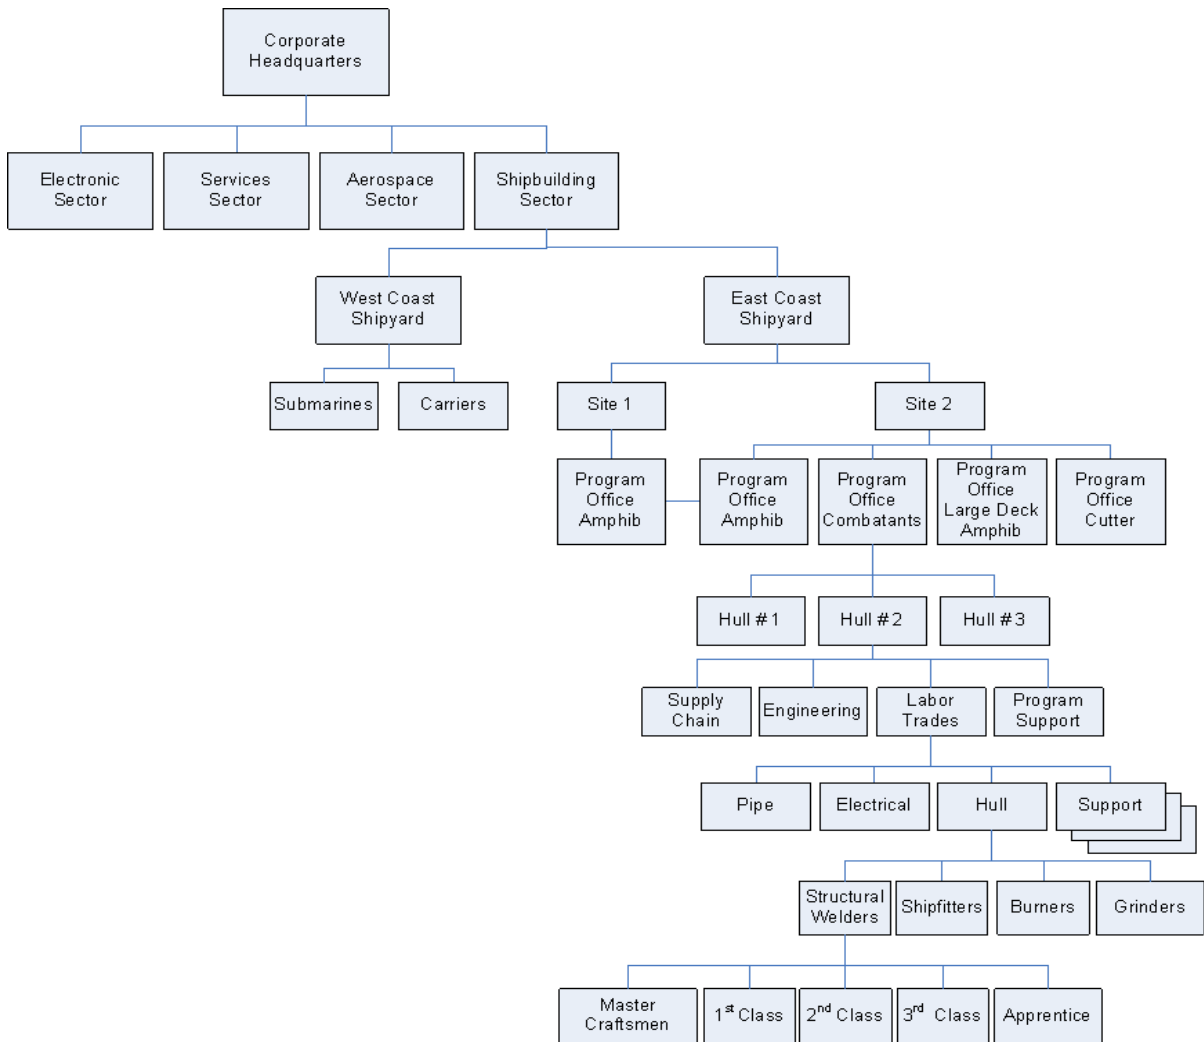 Corporate
Headquarters
Electronic
Sector
Services
Sector
Aerospace
Sector
Shipbuilding
Sector
West Coast
Shipyard
East Coast
Shipyard
Submarines
Carriers
Site 1
Site 2
Program
Office
Amphib
Program
Office
Amphib
Program
Office
Combatants
Program
Office
Large Deck
Amphib
Program
Office
Cutter
Hull #1
Hull #2
Hull #3
Supply
Chain
Engineering
Labor
Trades
Program
Support
Pipe
Electrical
Hull
Support
Structural
Welders
Shipfitters
Burners
Grinders
Master
Craftsmen
1st Class
2nd Class
3rd Class
Apprentice